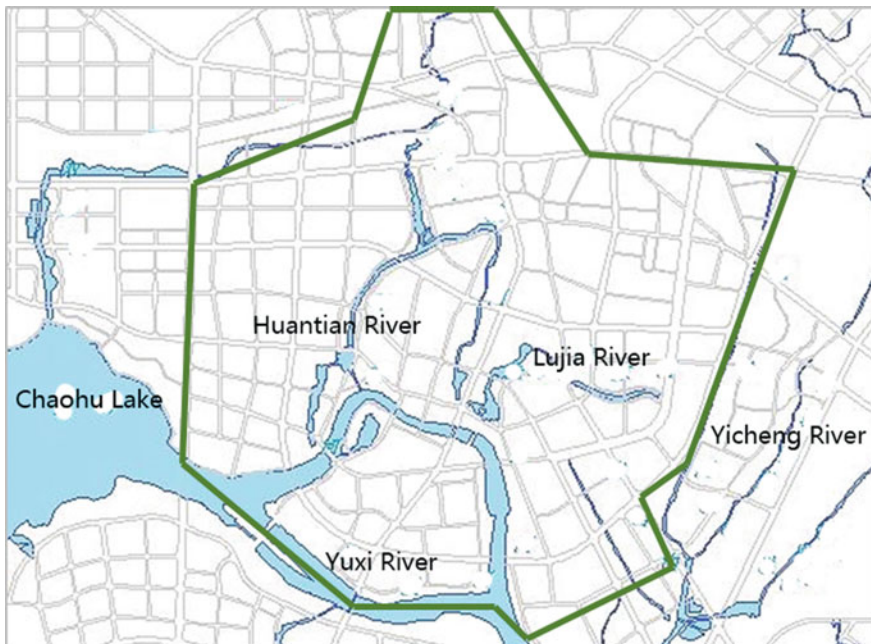 Huantian River
Lujia River
Chaohu Lake
Yicheng River
Yuxi River